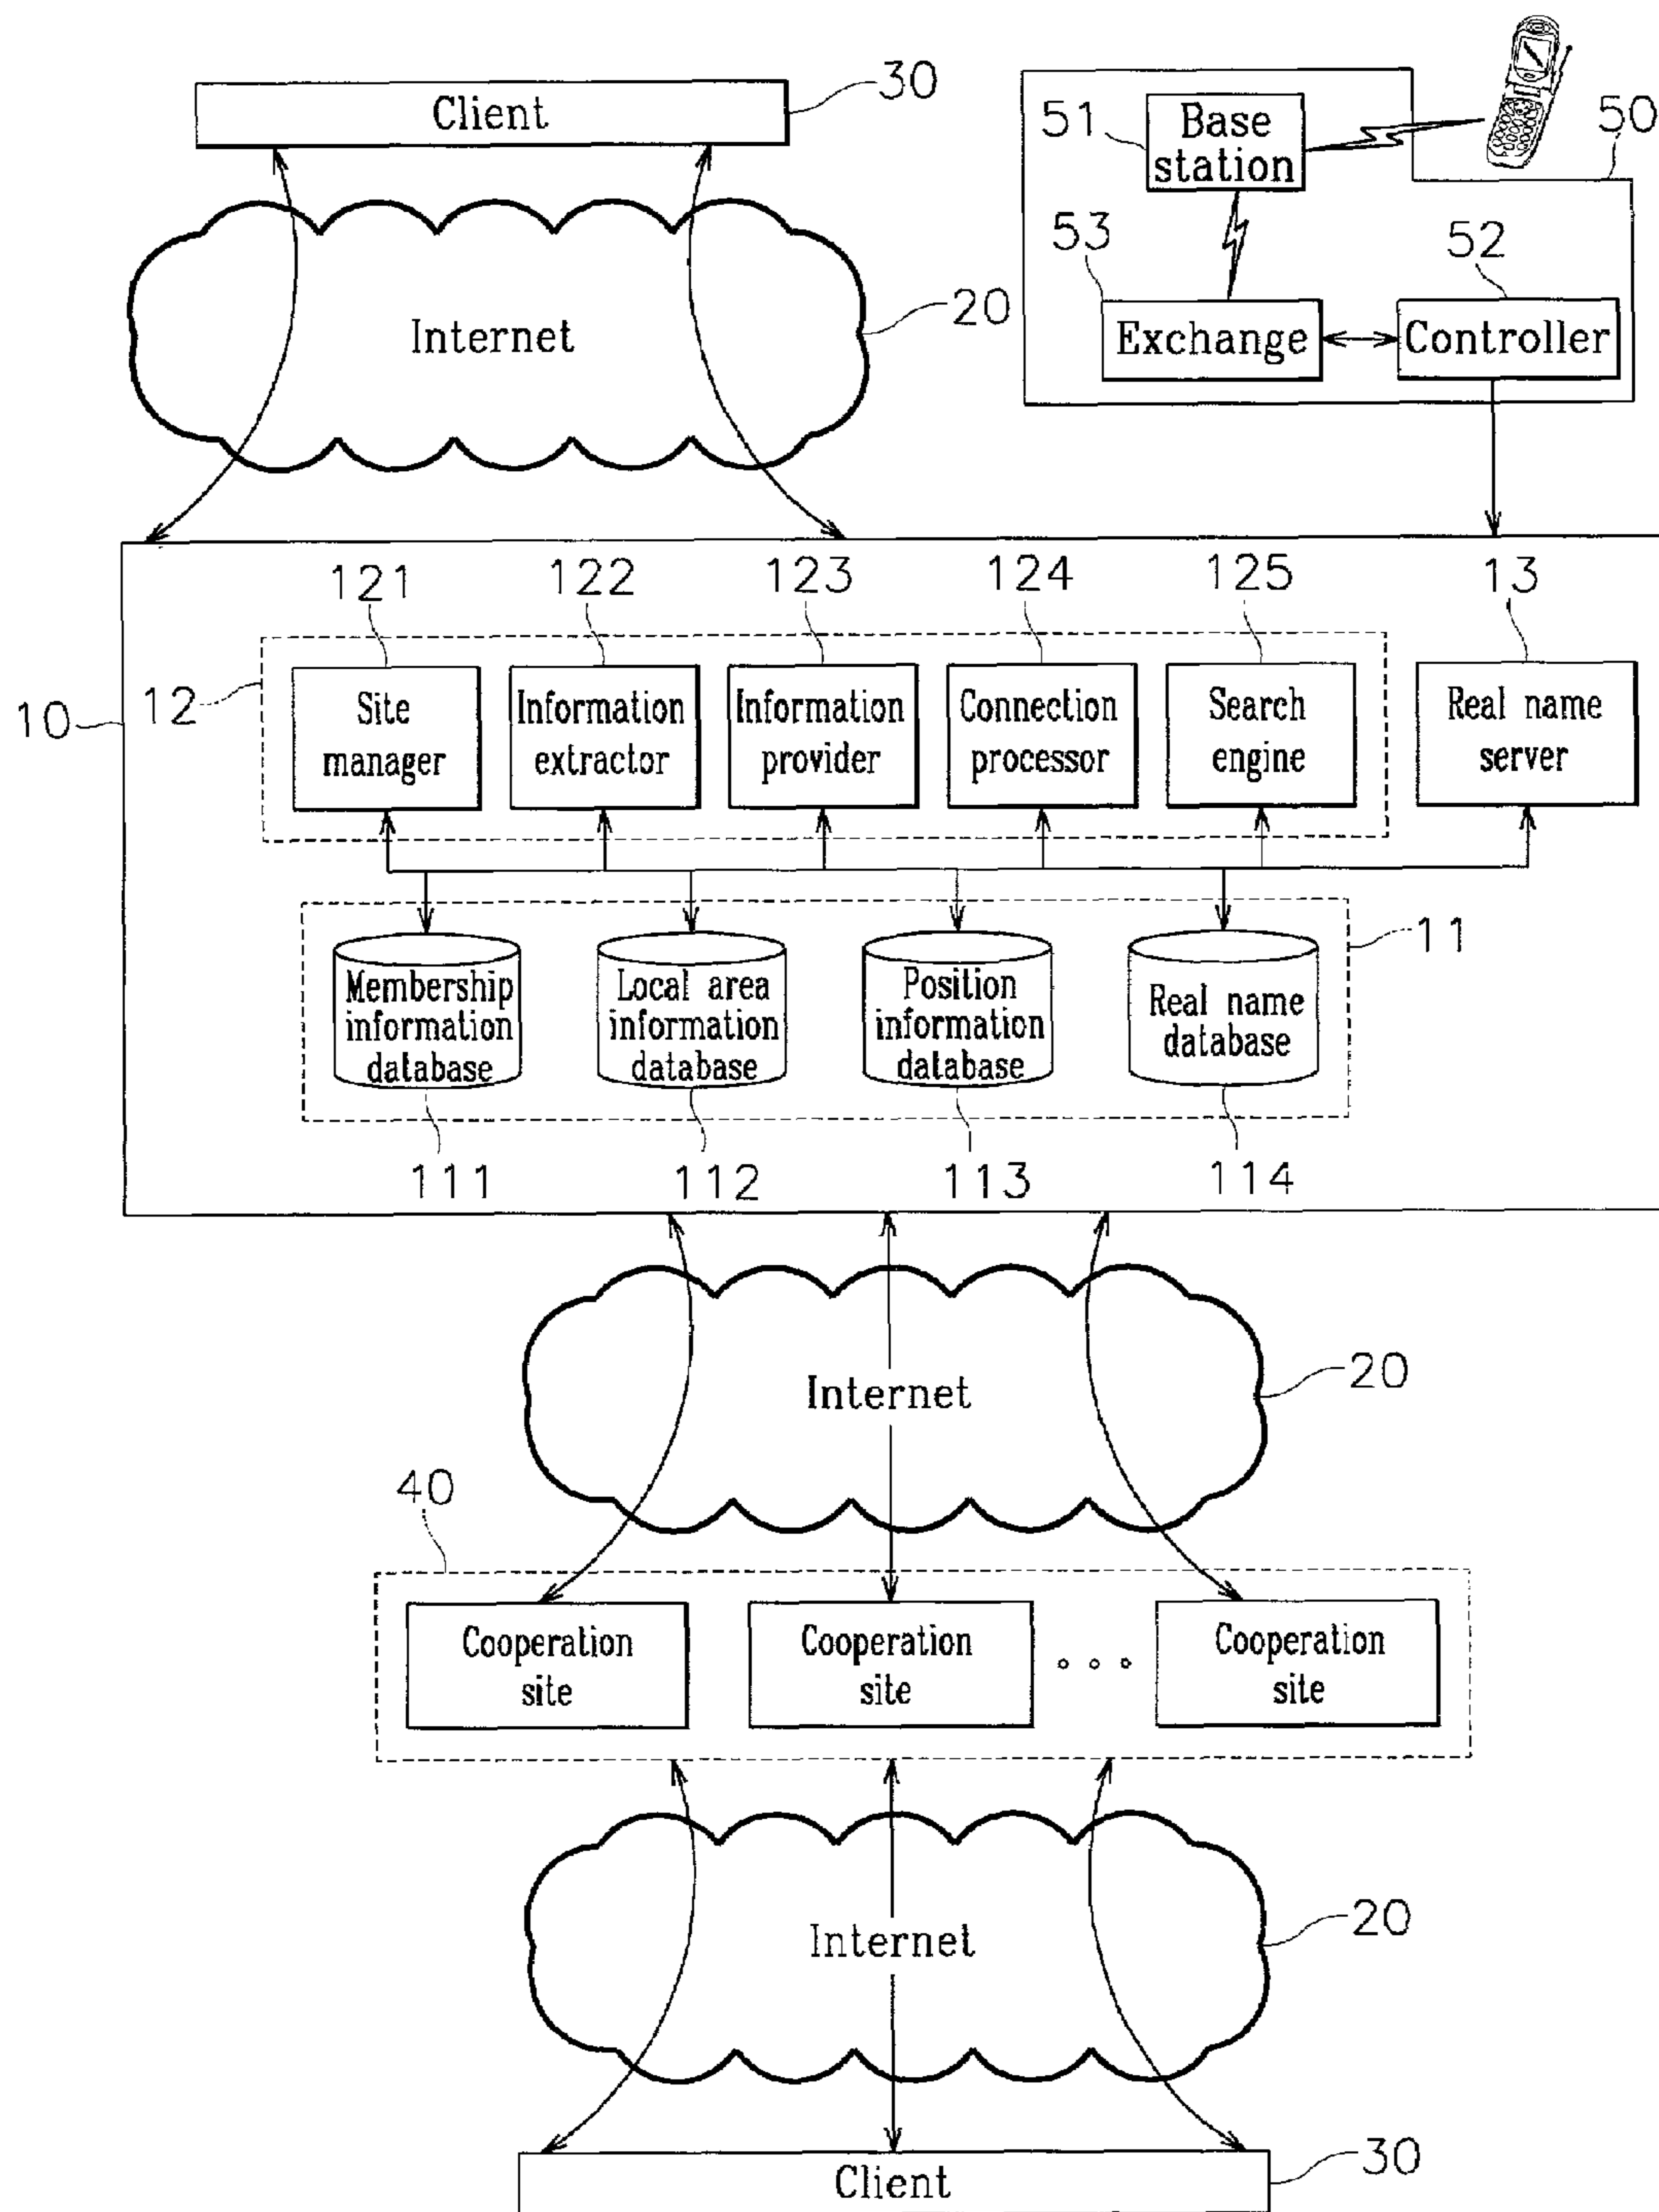 Client
30
51
Base
station
50
53
52
Internet
20
Exchange
Controller
121
122
123
124
125
13
10
12
Site
manager
Information
extractor
Information
provider
Connection
processor
Search
engine
Real name
server
11
Membership
information
database
Local area
information
database
Position
information
database
Real name
database
111
112
113
114
Internet
20
40
Cooperation
site
Cooperation
site
Cooperation
site
Internet
20
Client
30